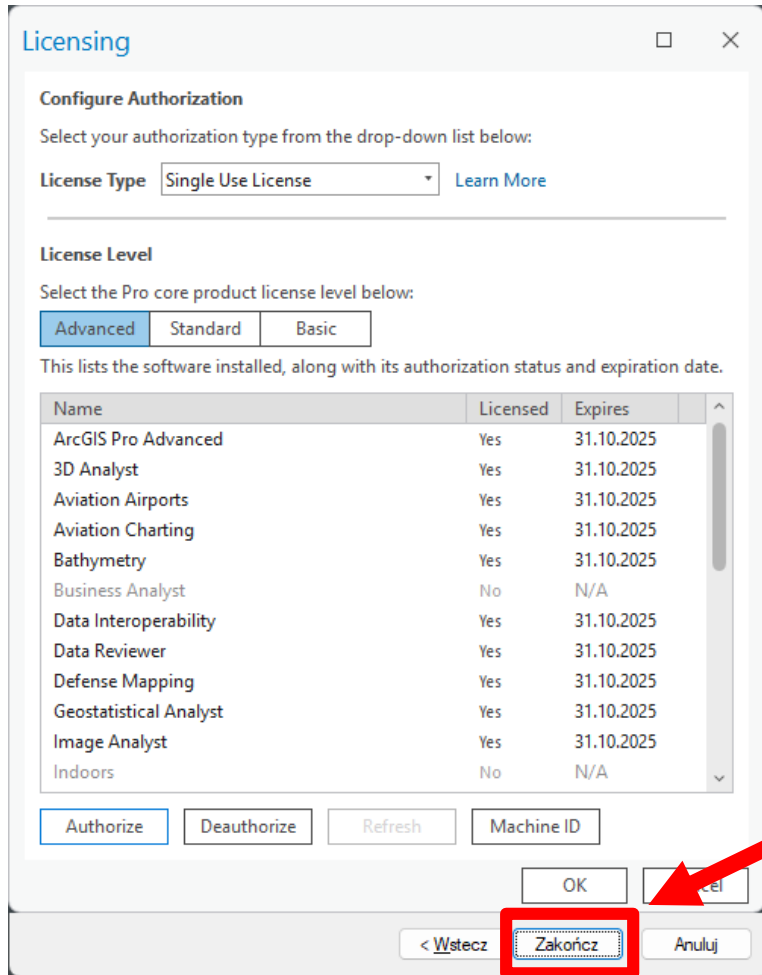 Licensing
Configure Authorization
Select your authorization type from the drop-down list below:
License Type Single Use License Learn More
License Level
Select the Pro core product license level below:
Advanced Standard Basic
This lists the software installed, along with its authorization status and expiration date.
Name Licensed Expires
ArcGIS Pro Advanced Yes 31.10.2025
3D Analyst Yes 31.10.2025
Aviation Airports Yes 31.10.2025
Aviation Charting Yes 31.10.2025
Bathymetry Yes 31.10.2025
Business Analyst No N/A
Data Interoperability Yes 31.10.2025
Data Reviewer Yes 31.10.2025
Defense Mapping Yes 31.10.2025
Geostatistical Analyst Yes 31.10.2025
Image Analyst Yes 31.10.2025
Indoors No N/A
Authorize Deauthorize Refresh Machine ID
OK
< Wstecz Zakończ Anuluj